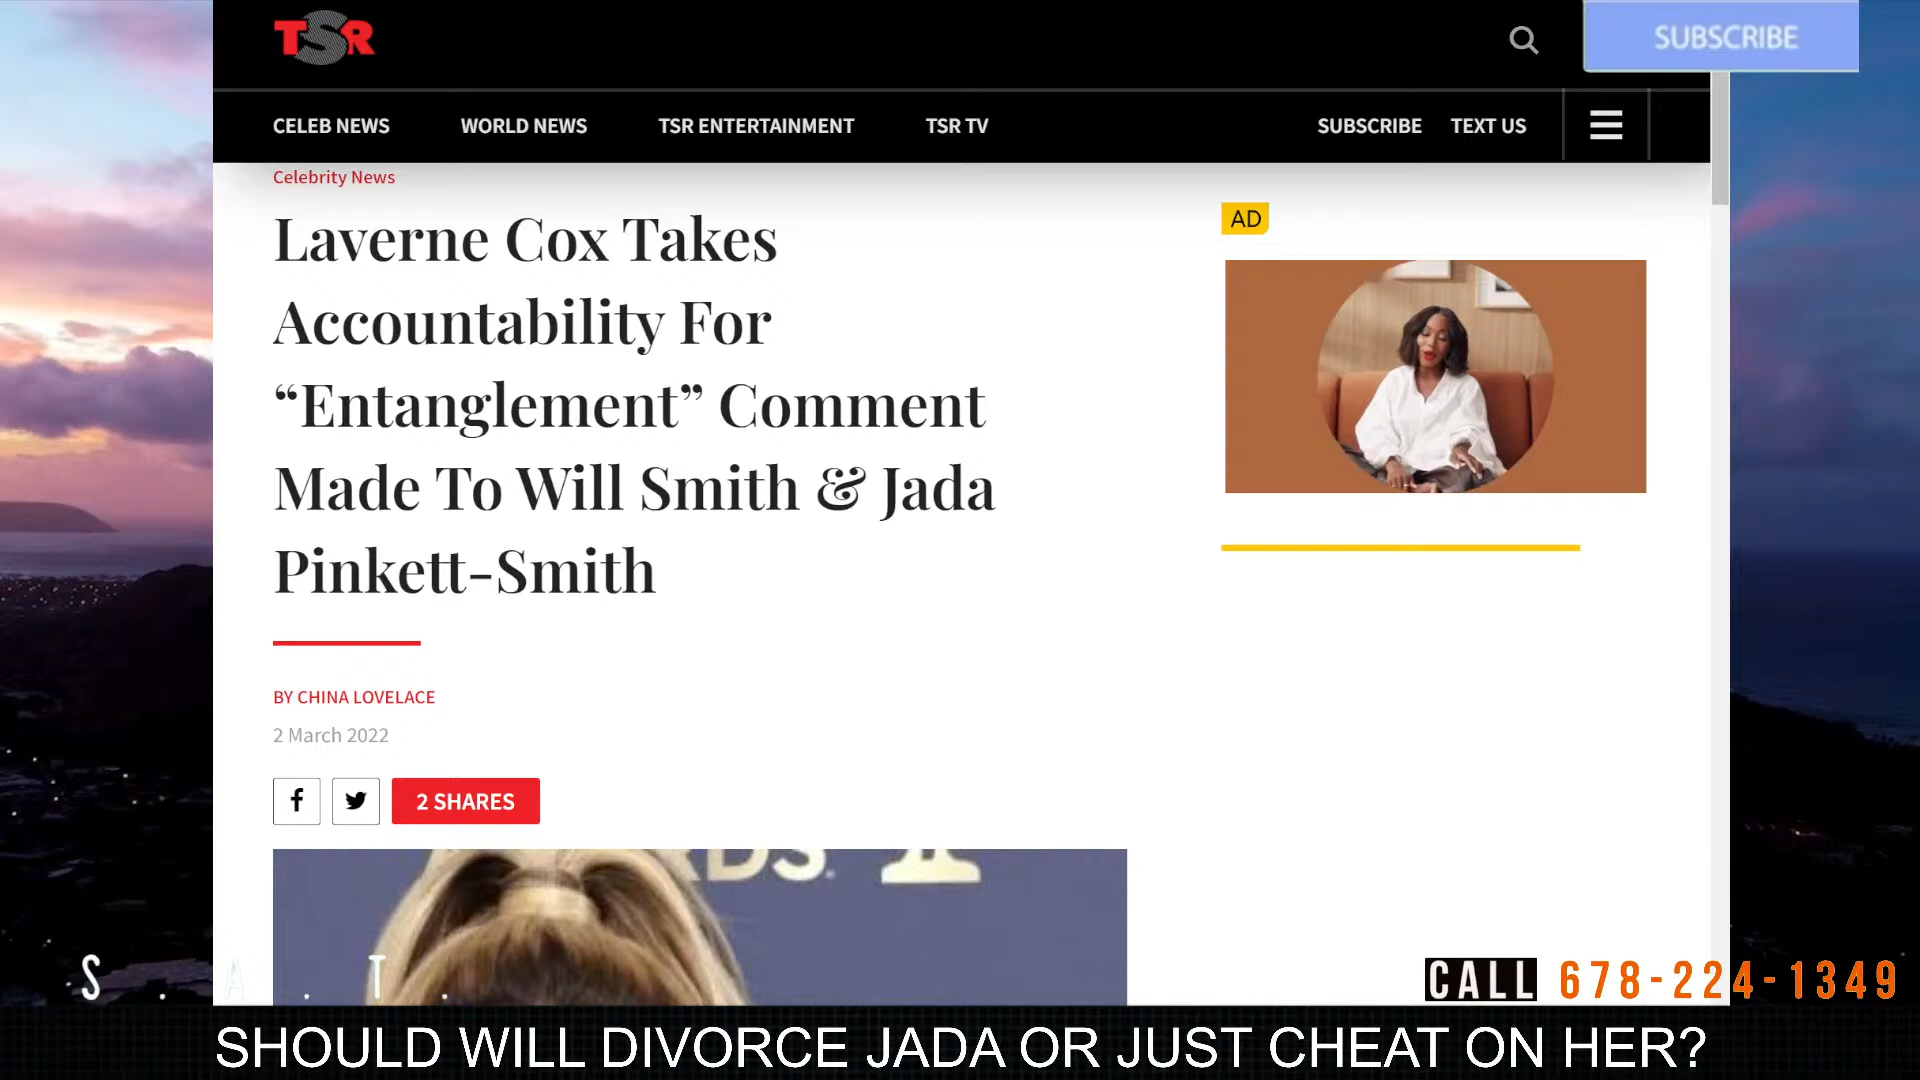 TSR
SUBSCRIBE
CELEB NEWS
WORLD NEWS
TSR ENTERTAINMENT
TSR TV
SUBSCRIBE
TEXT US
Celebrity News
Laverne Cox Takes
Accountability For
“Entanglement” Comment
Made To Will Smith & Jada
Pinkett-Smith
AD
BY CHINA LOVELACE
2 March 2022
2 SHARES
S . A . T .
CALL 678-224-1349
SHOULD WILL DIVORCE JADA OR JUST CHEAT ON HER?